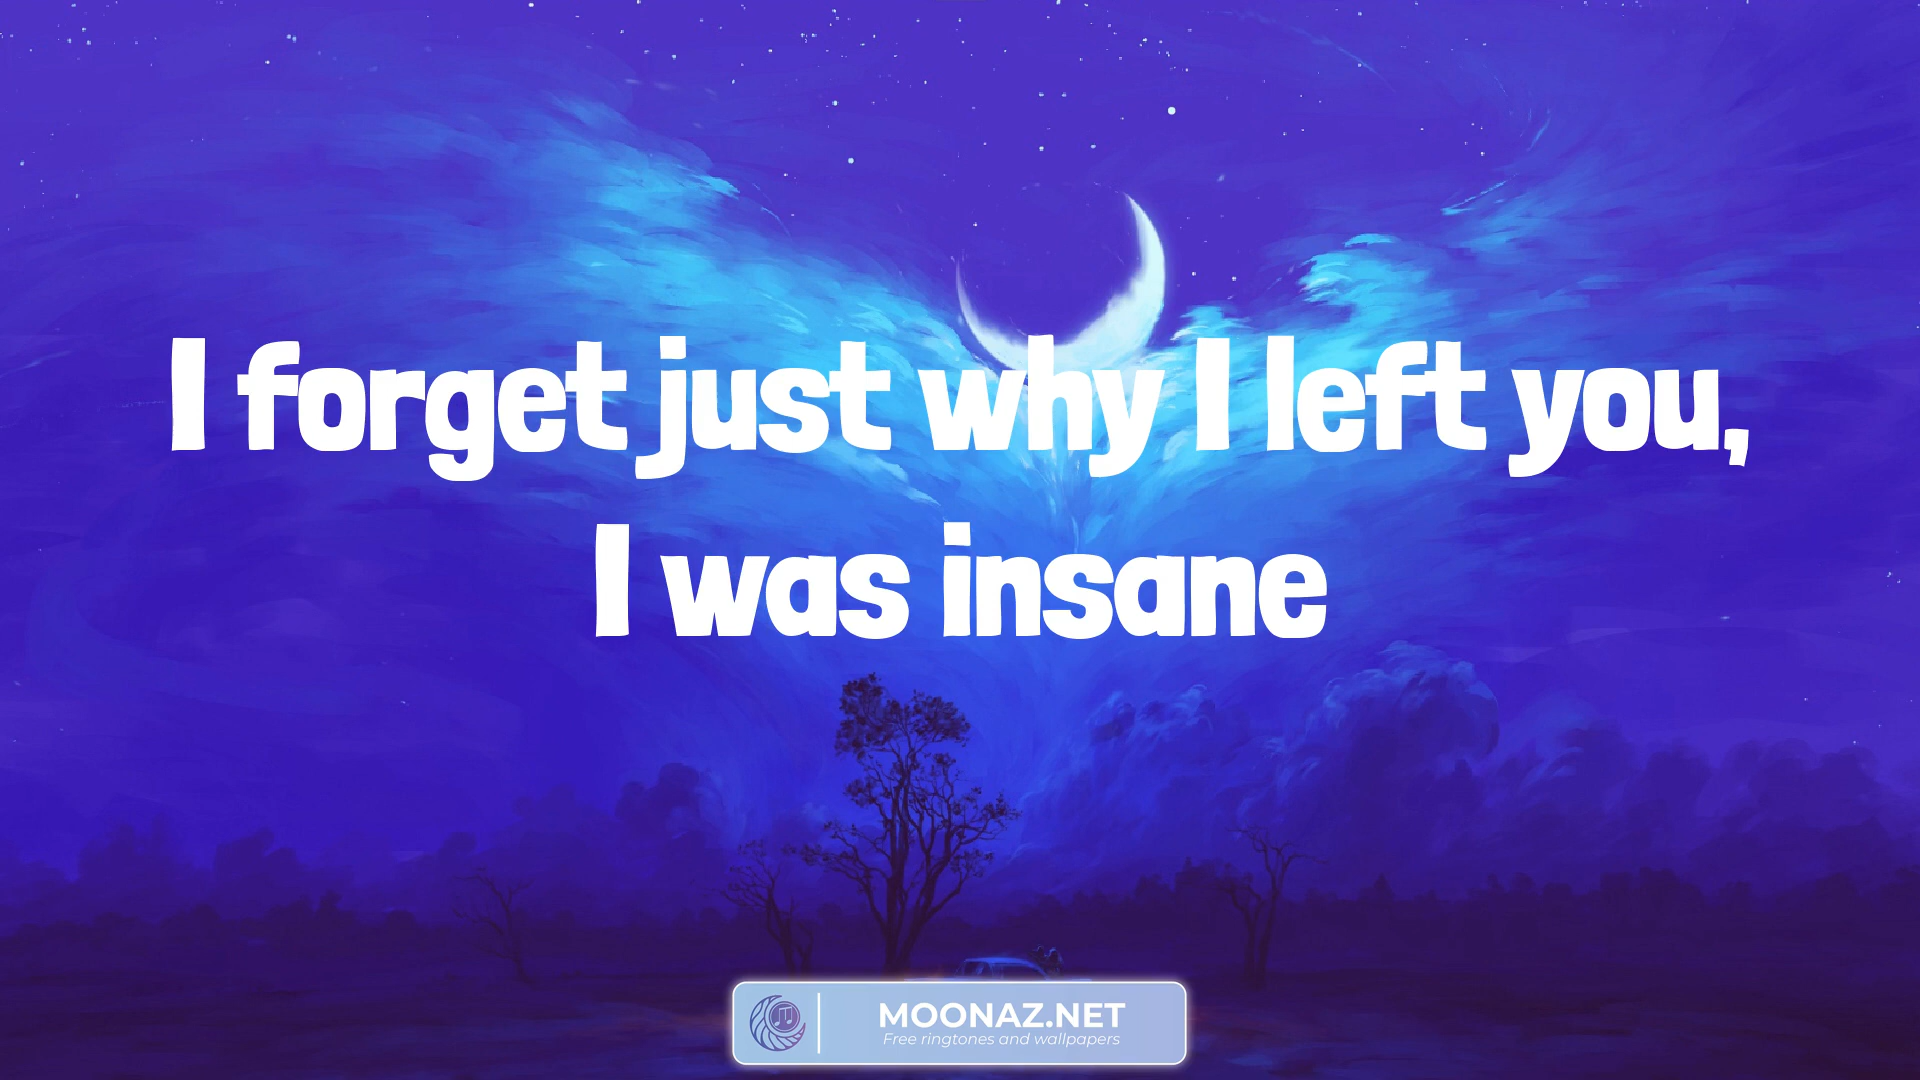 I forget just why I left you,
I was insane
MOONAZ.NET
Free ringtones and wallpapers